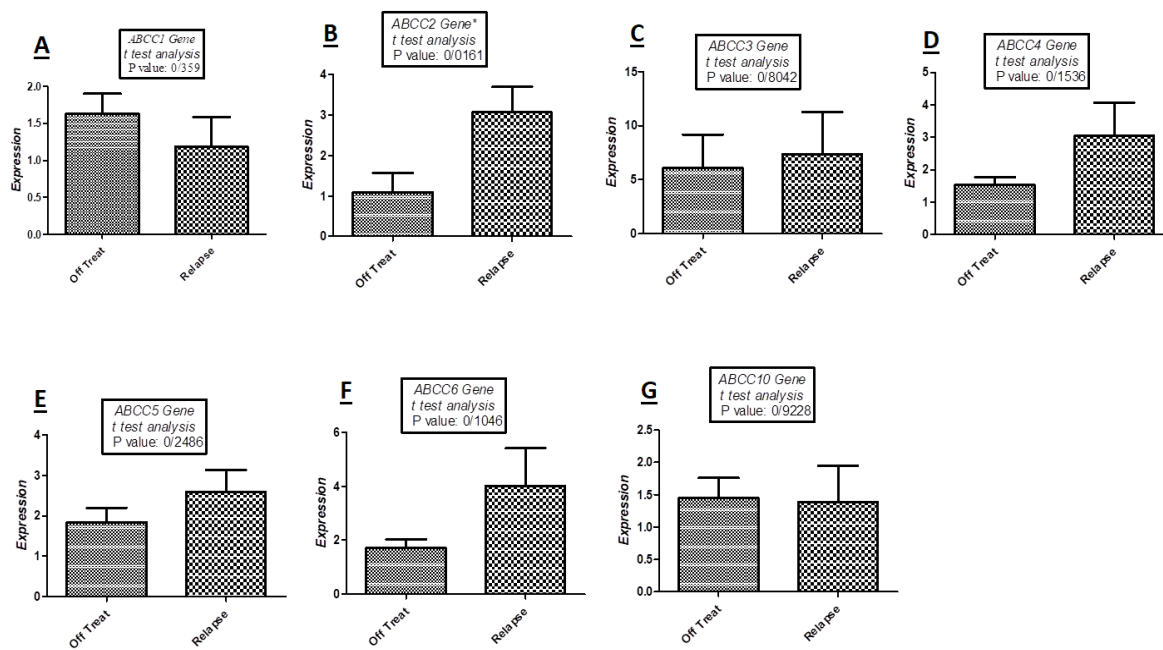 A
ABCC1 Gene
t test analysis
P value: 0/359
Expression
2.0
1.5
1.0
0.5
0.0
Off Treat
Relapse
B
ABCC2 Gene*
t test analysis
P value: 0/0161
Expression
4
3
2
1
0
Off Treat
Relapse
C
ABCC3 Gene
t test analysis
P value: 0/8042
Expression
15
10
5
0
Off Treat
Relapse
D
ABCC4 Gene
t test analysis
P value: 0/1536
Expression
5
4
3
2
1
0
Off Treat
Relapse
E
ABCC5 Gene
t test analysis
P value: 0/2486
Expression
4
3
2
1
0
Off Treat
Relapse
F
ABCC6 Gene
t test analysis
P value: 0/1046
Expression
6
4
2
0
Off Treat
Relapse
G
ABCC10 Gene
t test analysis
P value: 0/9228
Expression
2.5
2.0
1.5
1.0
0.5
0.0
Off Treat
Relapse